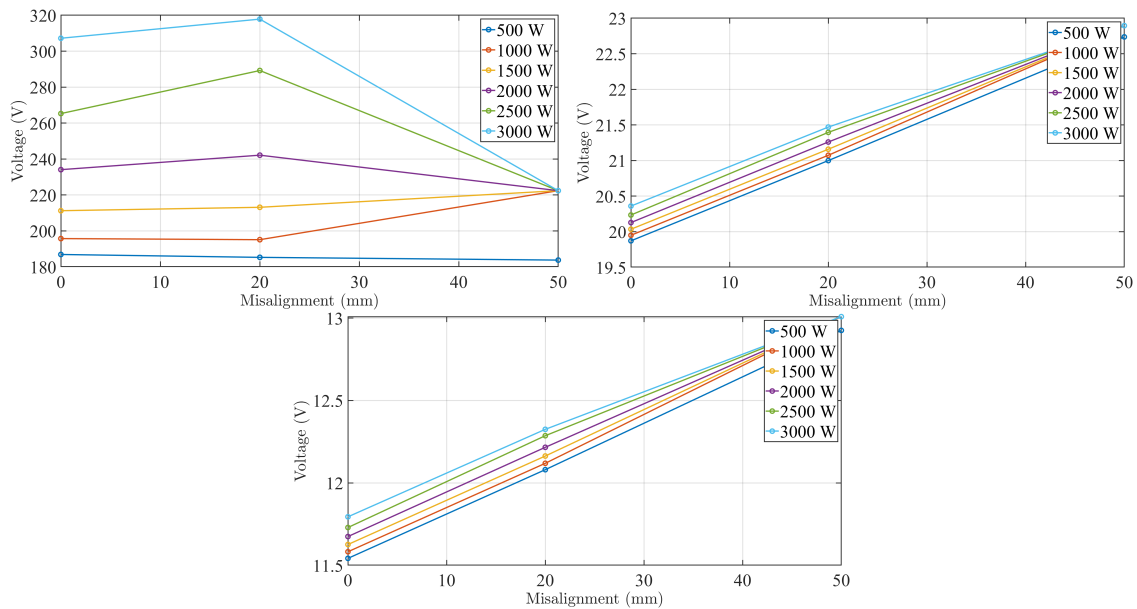 320
300
280
260
240
220
200
180
Voltage (V)
0 10 20 30 40 50
Misalignment (mm)
500 W
1000 W
1500 W
2000 W
2500 W
3000 W
23
22.5
22
21.5
21
20.5
20
19.5
Voltage (V)
0 10 20 30 40 50
Misalignment (mm)
500 W
1000 W
1500 W
2000 W
2500 W
3000 W
13
12.5
12
11.5
Voltage (V)
0 10 20 30 40 50
Misalignment (mm)
500 W
1000 W
1500 W
2000 W
2500 W
3000 W